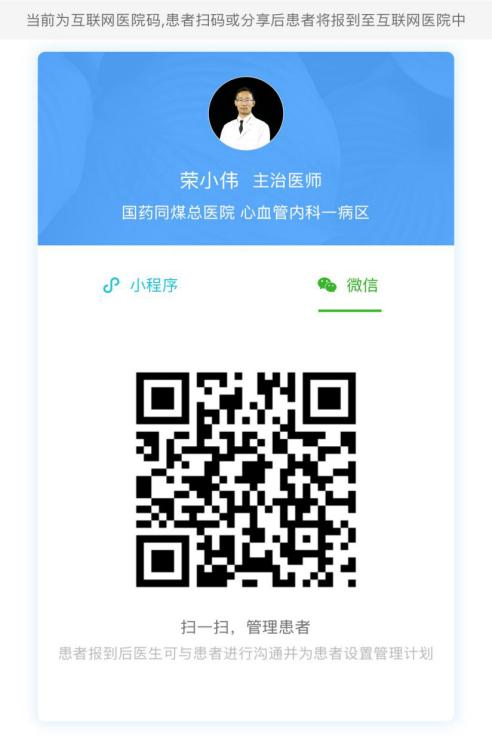 当前为互联网医院码,患者扫码或分享后患者将报到至互联网医院中
荣小伟 主治医师
国药同煤总医院 心血管内科一病区
小程序 微信
扫一扫，管理患者
患者报到后医生可与患者进行沟通并为患者设置管理计划